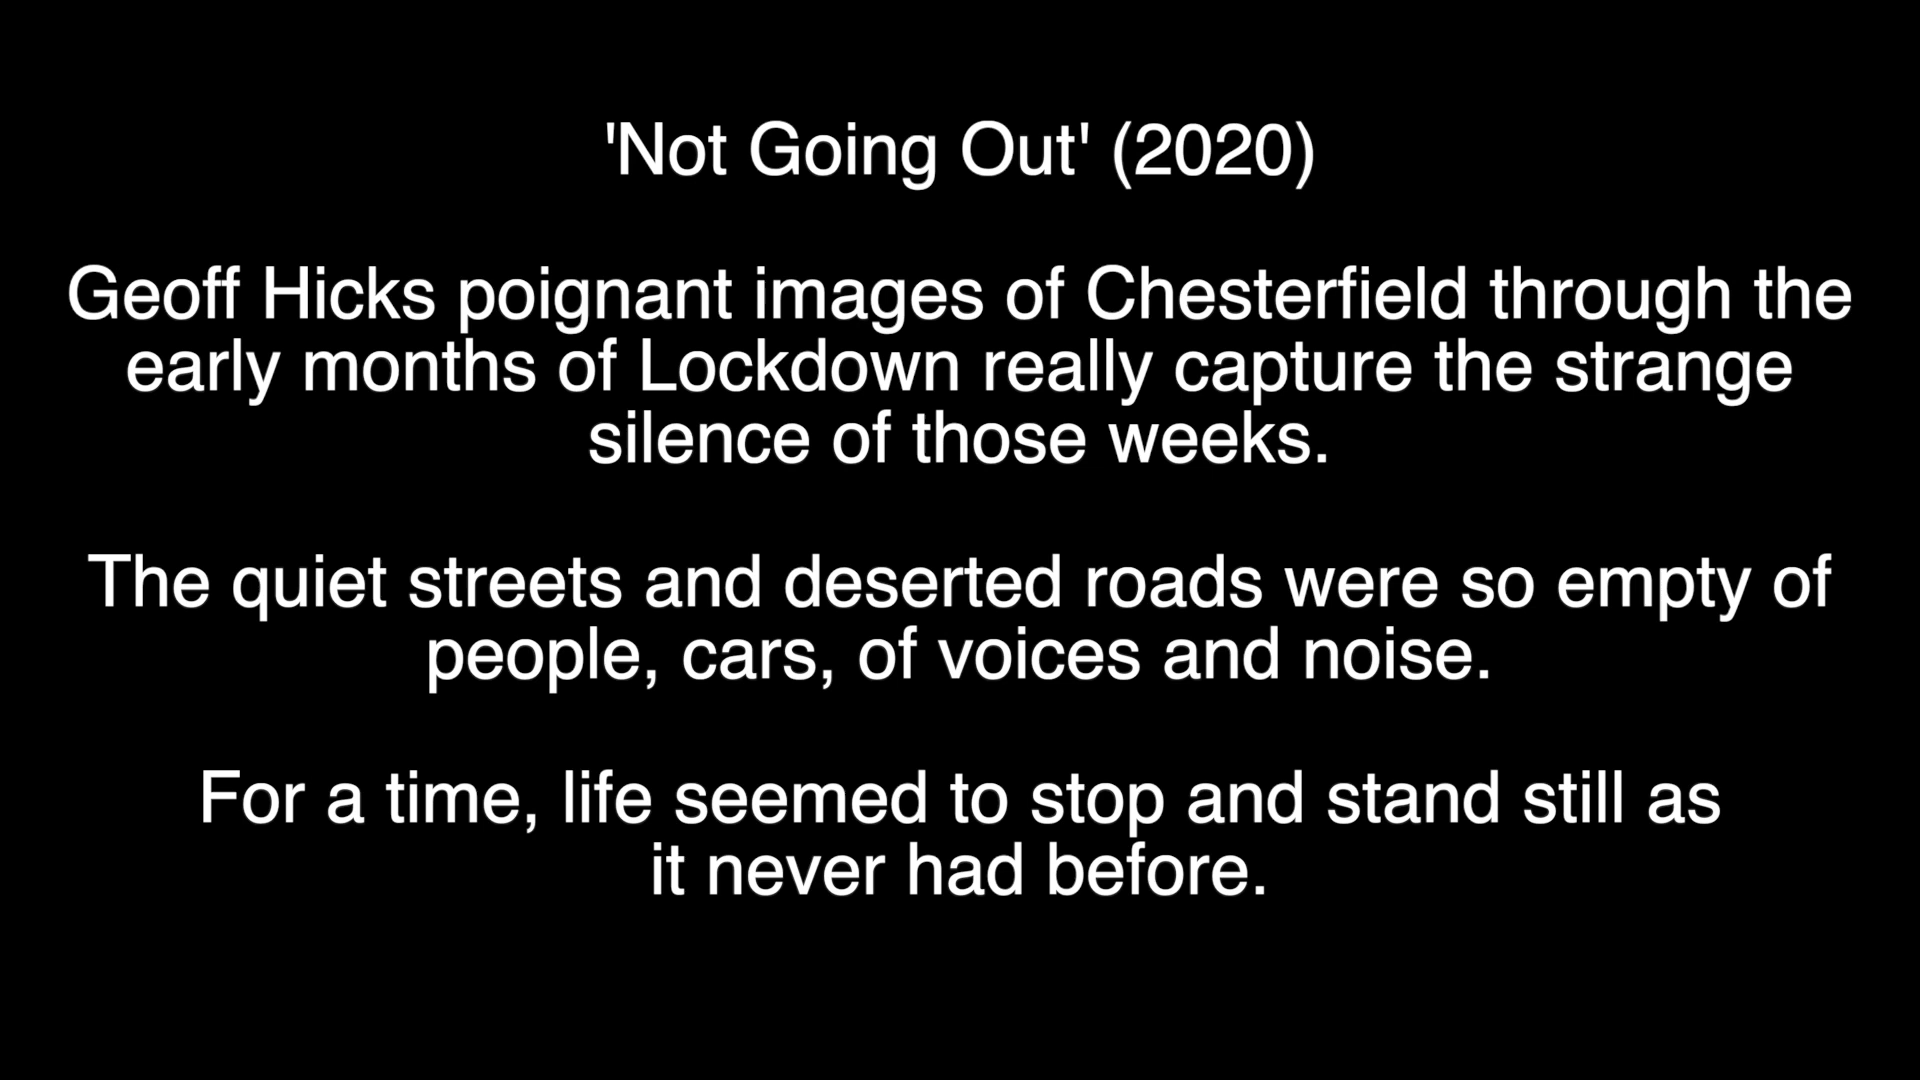 'Not Going Out' (2020)
Geoff Hicks poignant images of Chesterfield through the
early months of Lockdown really capture the strange
silence of those weeks.
The quiet streets and deserted roads were so empty of
people, cars, of voices and noise.
For a time, life seemed to stop and stand still as
it never had before.